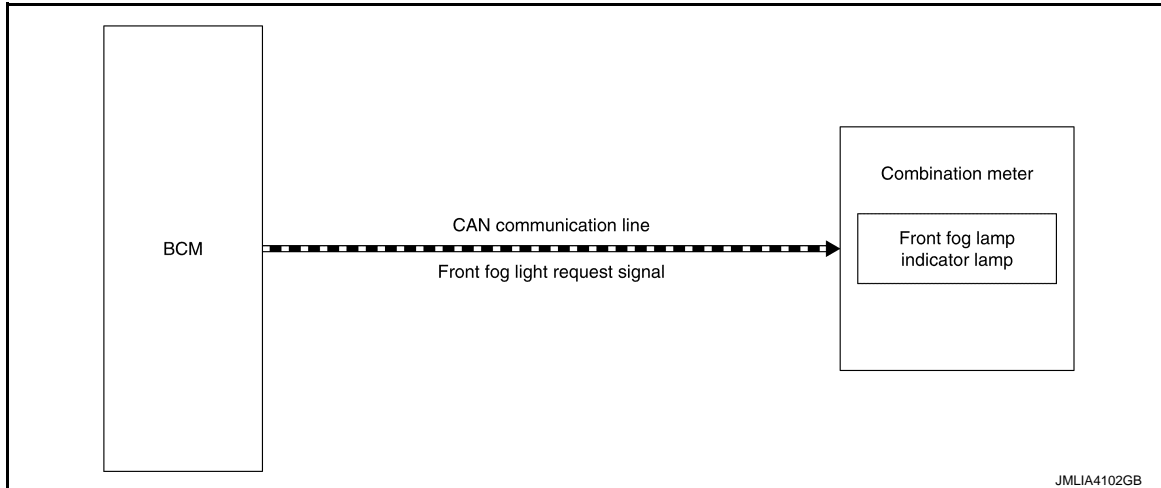 BCM
CAN communication line
Front fog light request signal
Combination meter
Front fog lamp
indicator lamp
JMLIA4102GB